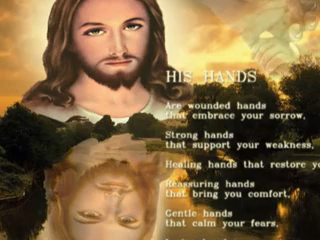 HIS HANDS
Are wounded hands
that embrace your sorrow,
Strong hands
that support your weakness,
Healing hands that restore
Reassuring hands
that bring you comfort,
Gentle hands
that calm your fears,